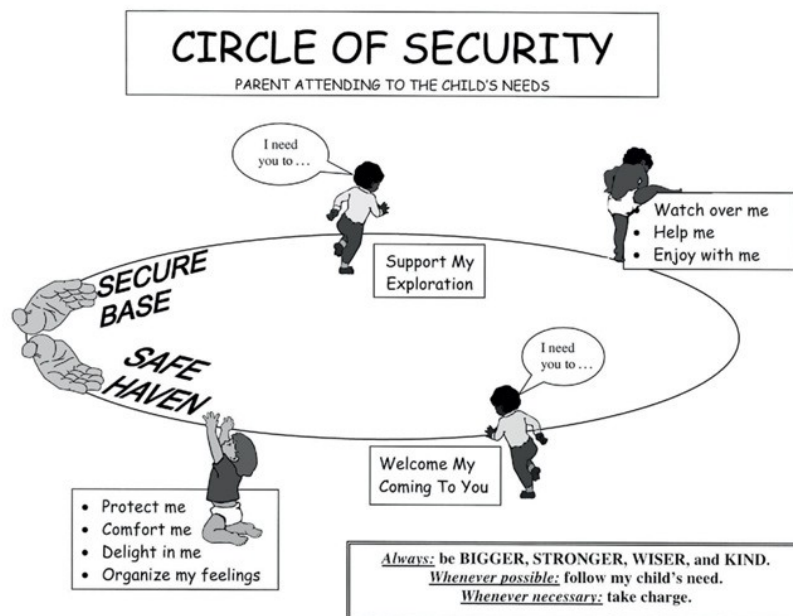 CIRCLE OF SECURITY
PARENT ATTENDING TO THE CHILD'S NEEDS
I need
you to ...
• Watch over me
• Help me
• Enjoy with me
Support My
Exploration
SECURE
BASE
SAFE
HAVEN
I need
you to ...
Welcome My
Coming To You
• Protect me
• Comfort me
• Delight in me
• Organize my feelings
Always: be BIGGER, STRONGER, WISER, and KIND.
Whenever possible: follow my child's need.
Whenever necessary: take charge.